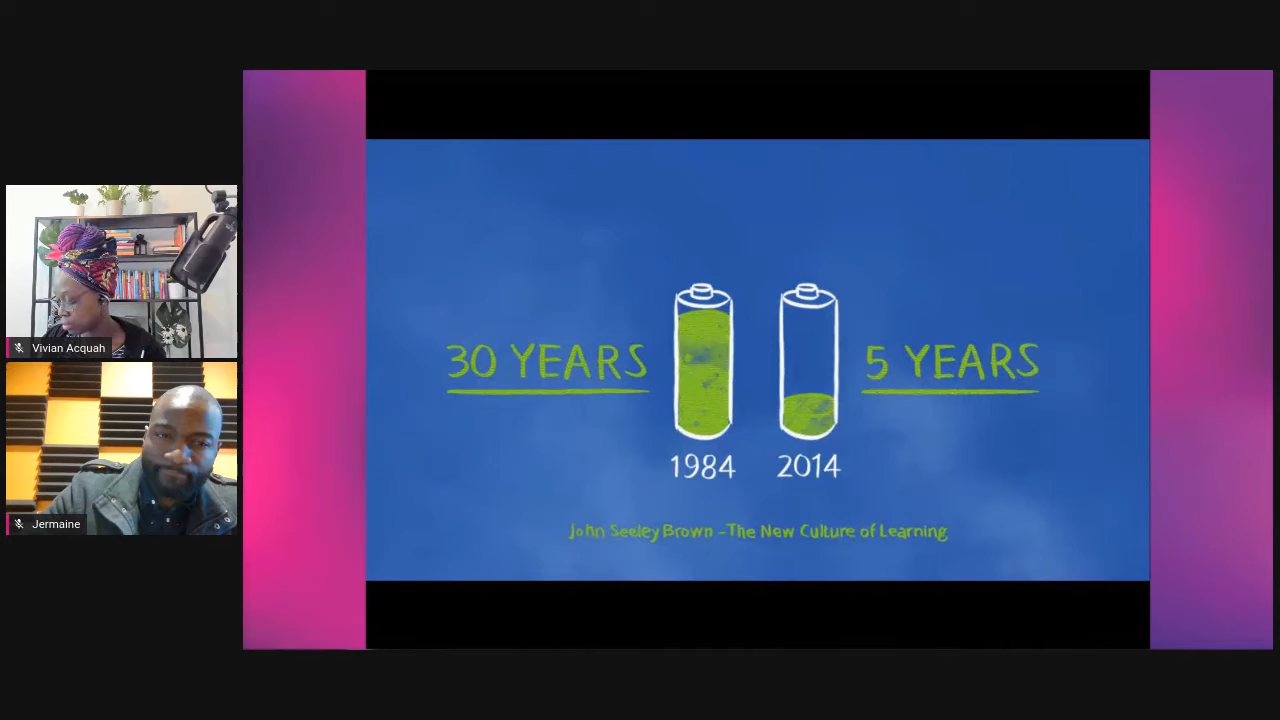 Vivian Acquah
Jermaine
30 YEARS
5 YEARS
1984
2014
John Seeley Brown - The New Culture of Learning